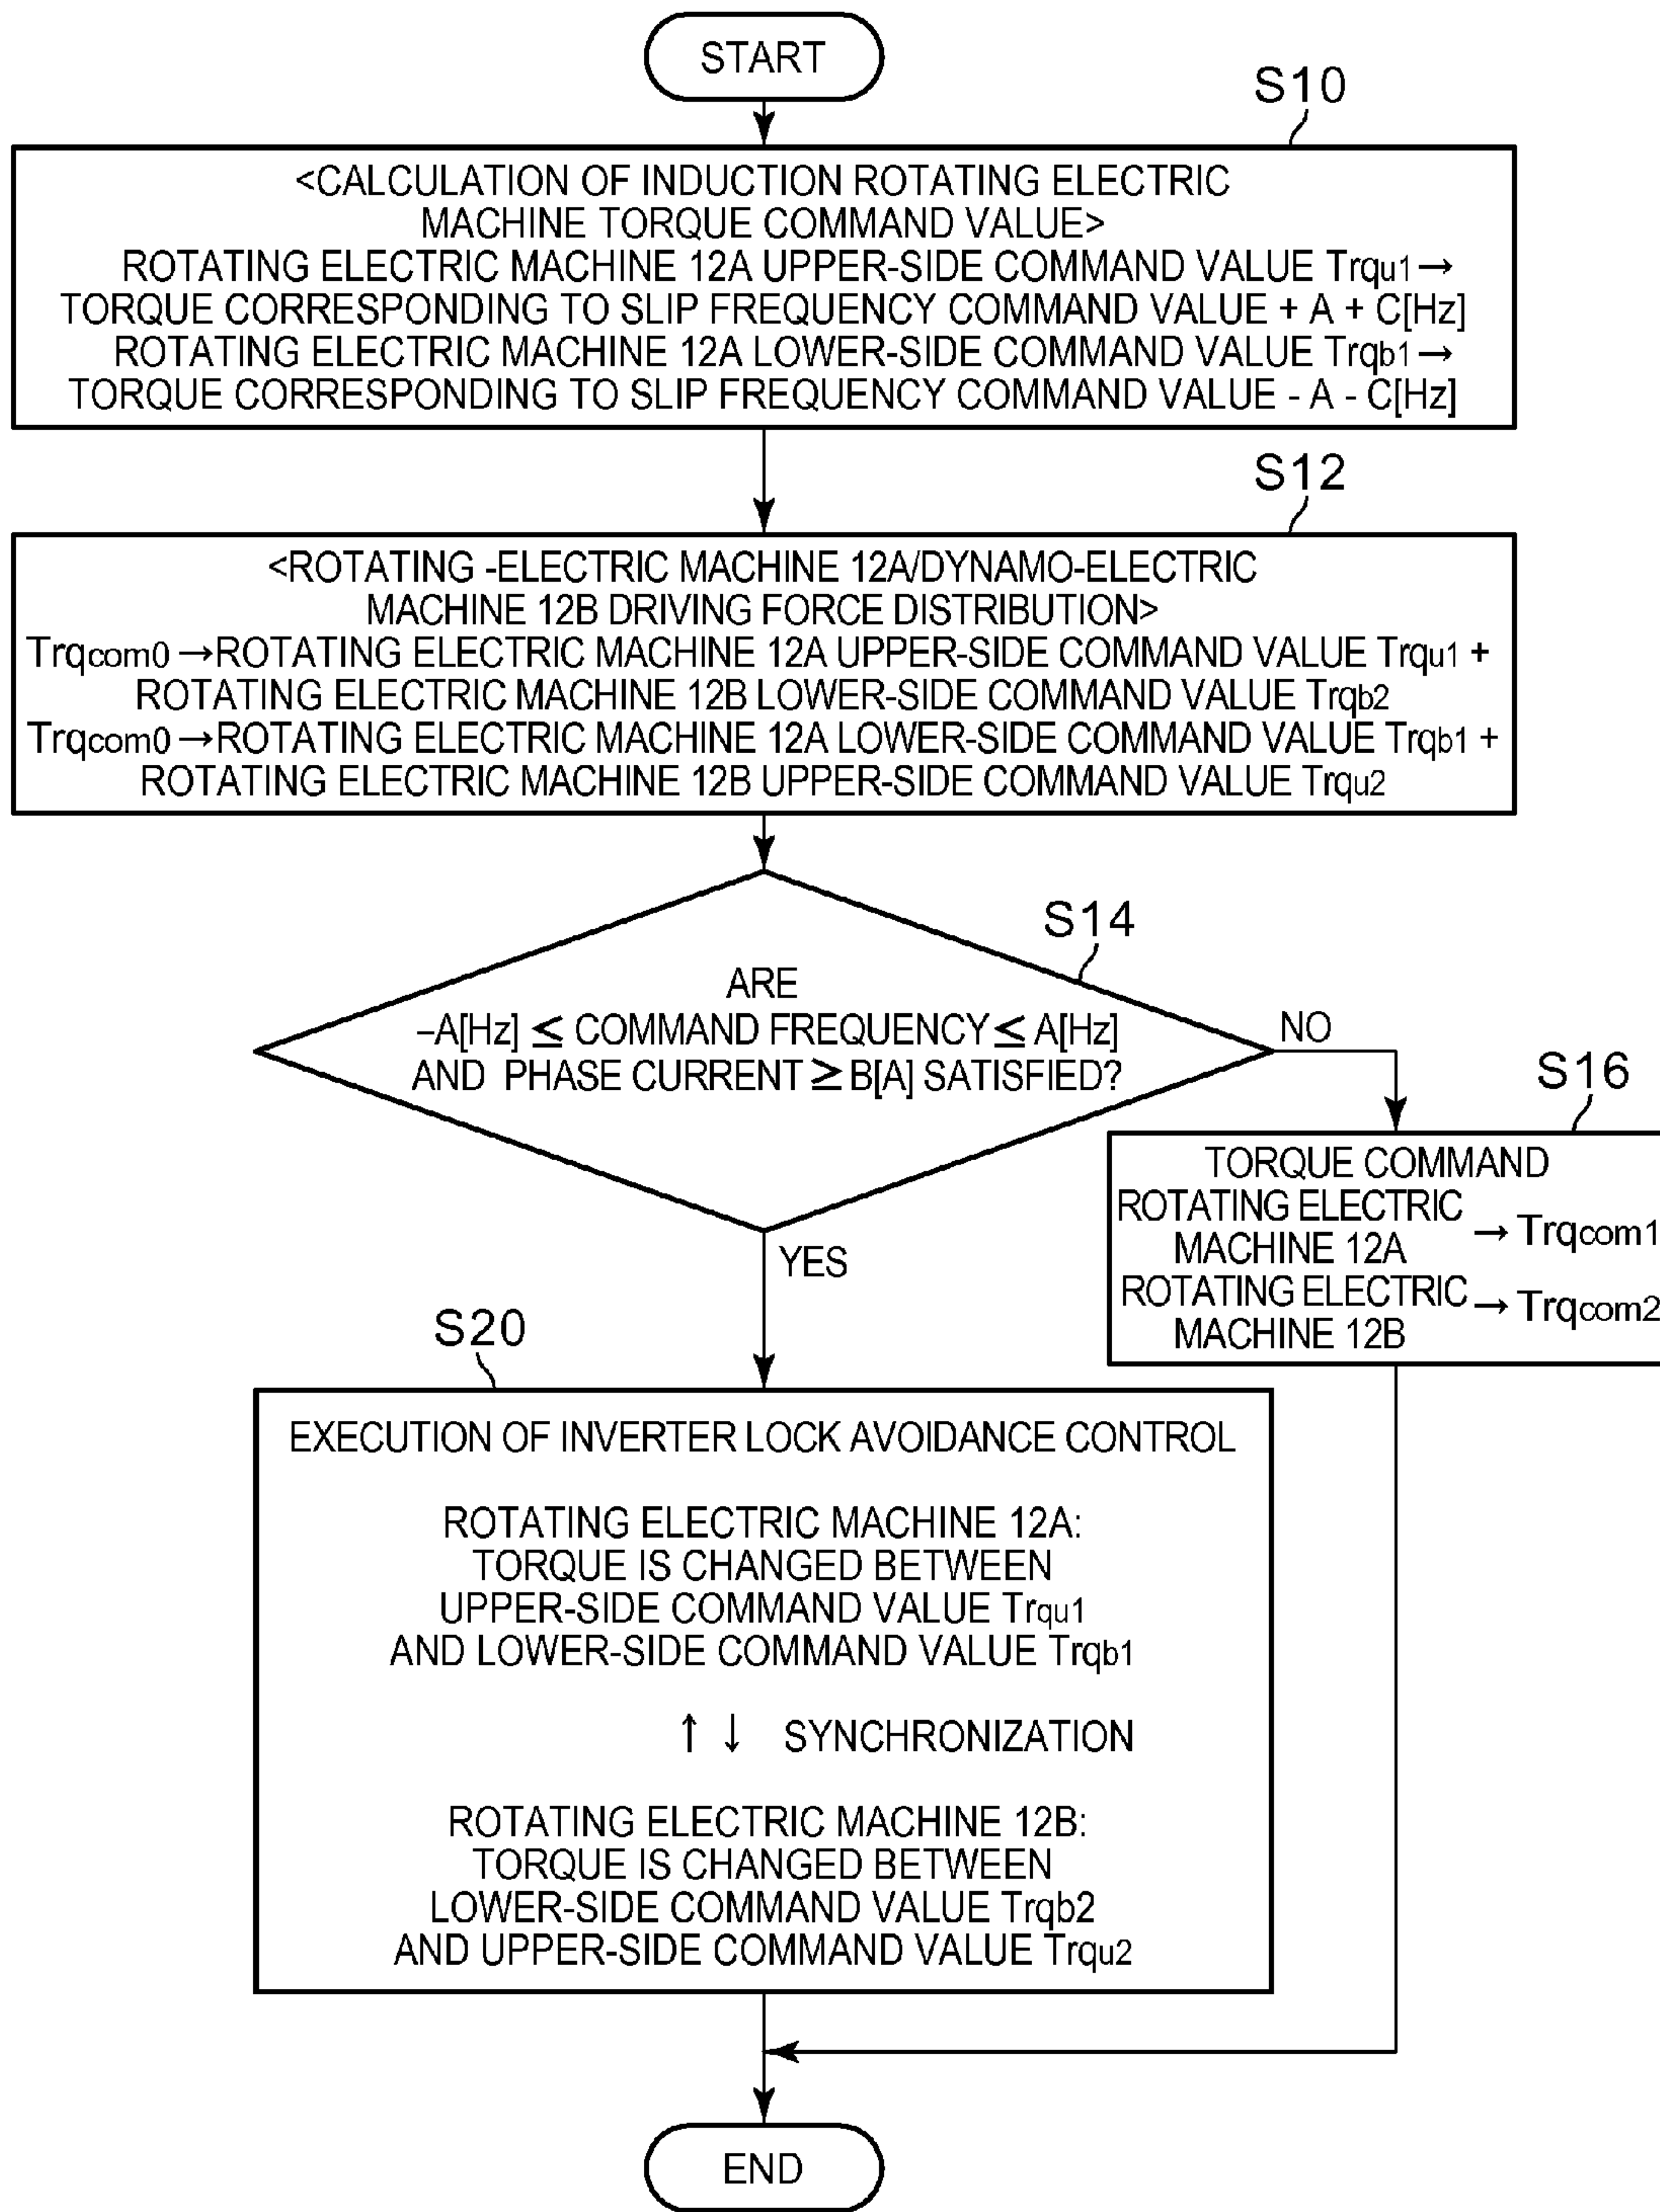 START
S10
<CALCULATION OF INDUCTION ROTATING ELECTRIC
MACHINE TORQUE COMMAND VALUE>
ROTATING ELECTRIC MACHINE 12A UPPER-SIDE COMMAND VALUE Trqu1→
TORQUE CORRESPONDING TO SLIP FREQUENCY COMMAND VALUE + A + C[Hz]
ROTATING ELECTRIC MACHINE 12A LOWER-SIDE COMMAND VALUE Trqb1→
TORQUE CORRESPONDING TO SLIP FREQUENCY COMMAND VALUE - A - C[Hz]
S12
<ROTATING -ELECTRIC MACHINE 12A/DYNAMO-ELECTRIC
MACHINE 12B DRIVING FORCE DISTRIBUTION>
Trqcom0→ROTATING ELECTRIC MACHINE 12A UPPER-SIDE COMMAND VALUE Trqu1 +
ROTATING ELECTRIC MACHINE 12B LOWER-SIDE COMMAND VALUE Trqb2
Trqcom0→ROTATING ELECTRIC MACHINE 12A LOWER-SIDE COMMAND VALUE Trqb1 +
ROTATING ELECTRIC MACHINE 12B UPPER-SIDE COMMAND VALUE Trqu2
S14
ARE
–A[Hz] ≤ COMMAND FREQUENCY ≤ A[Hz]
AND PHASE CURRENT ≥ B[A] SATISFIED?
NO
YES
S16
TORQUE COMMAND
ROTATING ELECTRIC
MACHINE 12A → Trqcom1
ROTATING ELECTRIC
MACHINE 12B → Trqcom2
S20
EXECUTION OF INVERTER LOCK AVOIDANCE CONTROL
ROTATING ELECTRIC MACHINE 12A:
TORQUE IS CHANGED BETWEEN
UPPER-SIDE COMMAND VALUE Trqu1
AND LOWER-SIDE COMMAND VALUE Trqb1
↑ ↓ SYNCHRONIZATION
ROTATING ELECTRIC MACHINE 12B:
TORQUE IS CHANGED BETWEEN
LOWER-SIDE COMMAND VALUE Trqb2
AND UPPER-SIDE COMMAND VALUE Trqu2
END